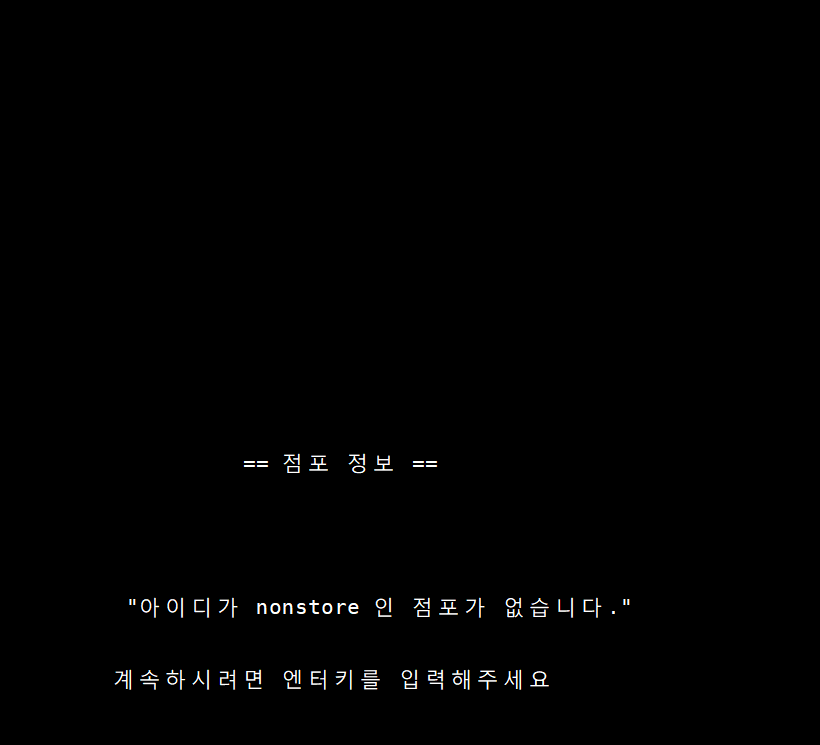 == 점포 정보 ==
"아이디가 nonstore 인 점포가 없습니다."
계속하시려면 엔터키를 입력해주세요